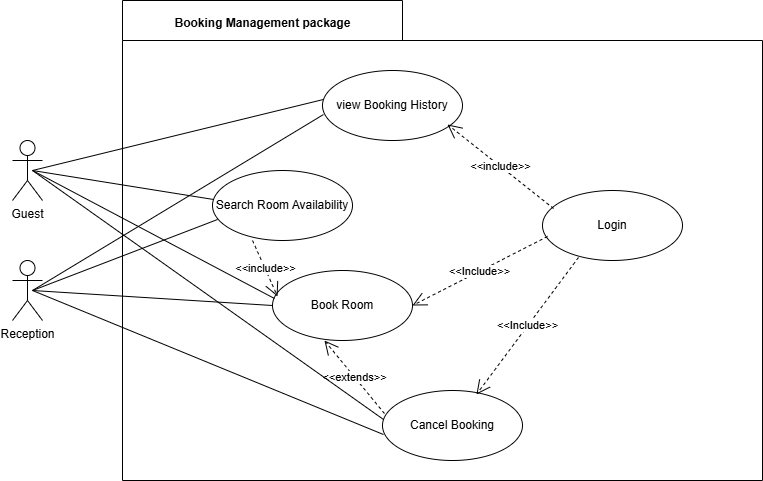 Booking Management package
view Booking History
<<include>>
Guest
Search Room Availability
Login
<<include>>
<<Include>>
Reception
Book Room
<<Include>>
<<extends>>
Cancel Booking